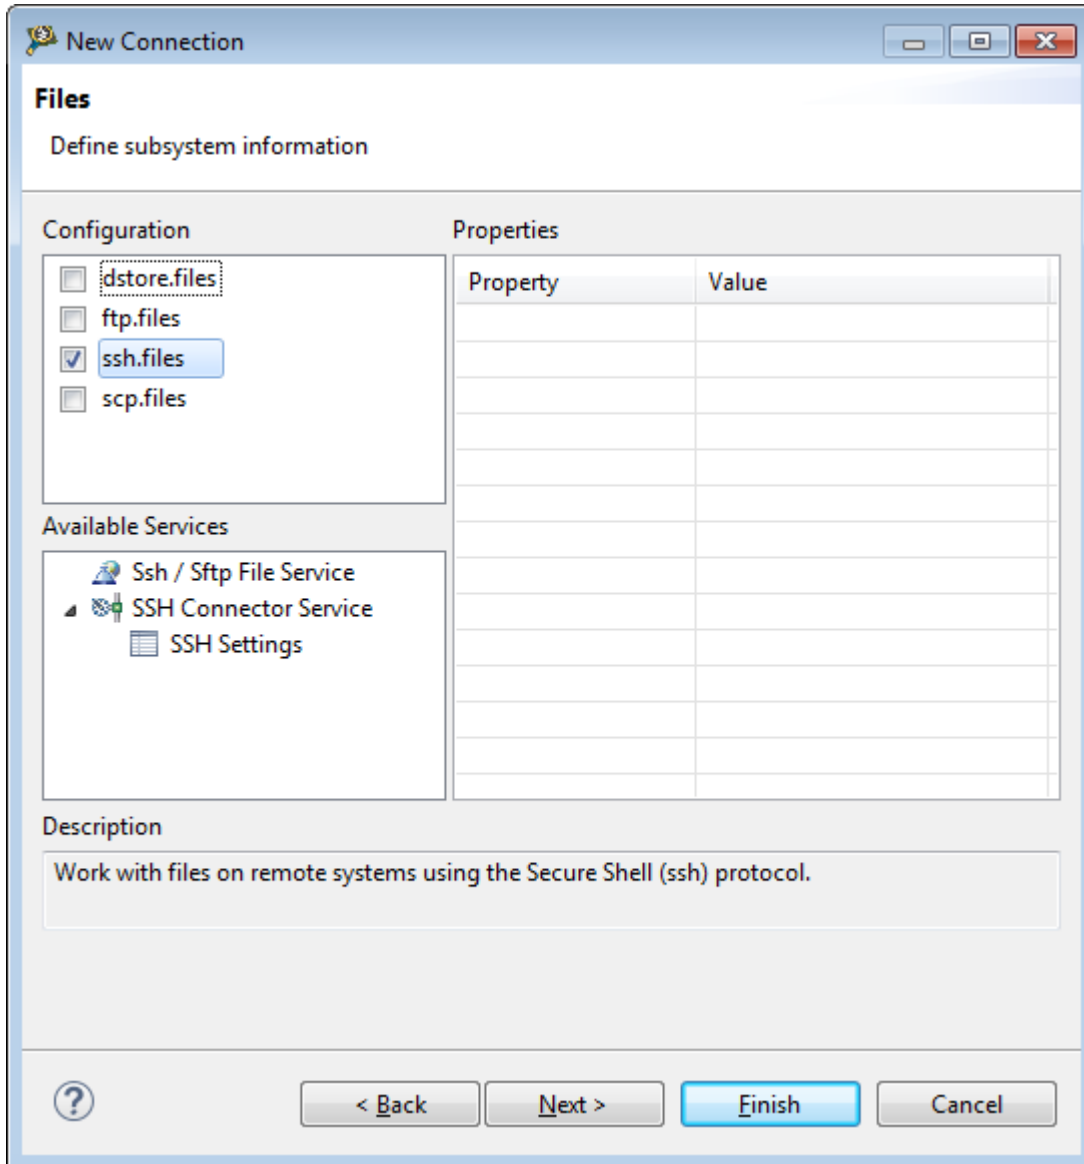 New Connection
Files
Define subsystem information
Configuration
dstore.files
ftp.files
ssh.files
scp.files
Properties
Property Value
Available Services
Ssh / Sftp File Service
SSH Connector Service
SSH Settings
Description
Work with files on remote systems using the Secure Shell (ssh) protocol.
? < Back Next > Finish Cancel